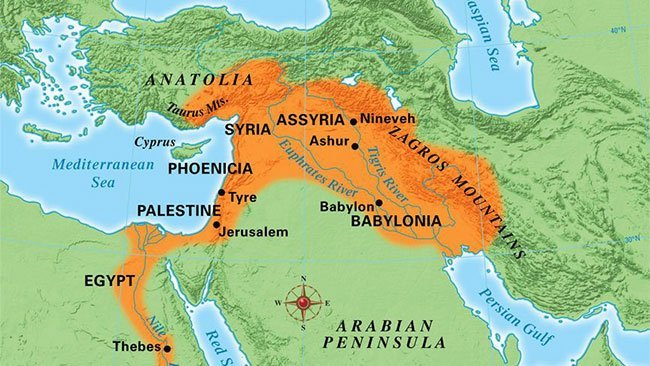 Caspian Sea
40°N
ANATOLIA
Taurus Mts.
ASSYRIA
Nineveh
SYRIA
Ashur
ZAGROS MOUNTAINS
Cyprus
Mediterranean
Sea
PHOENICIA
Euphrates River
Tigris River
Tyre
Babylon
PALESTINE
BABYLONIA
Jerusalem
30°N
EGYPT
N
W
E
S
Persian Gulf
Nile
Red S
ARABIAN
PENINSULA
Thebes